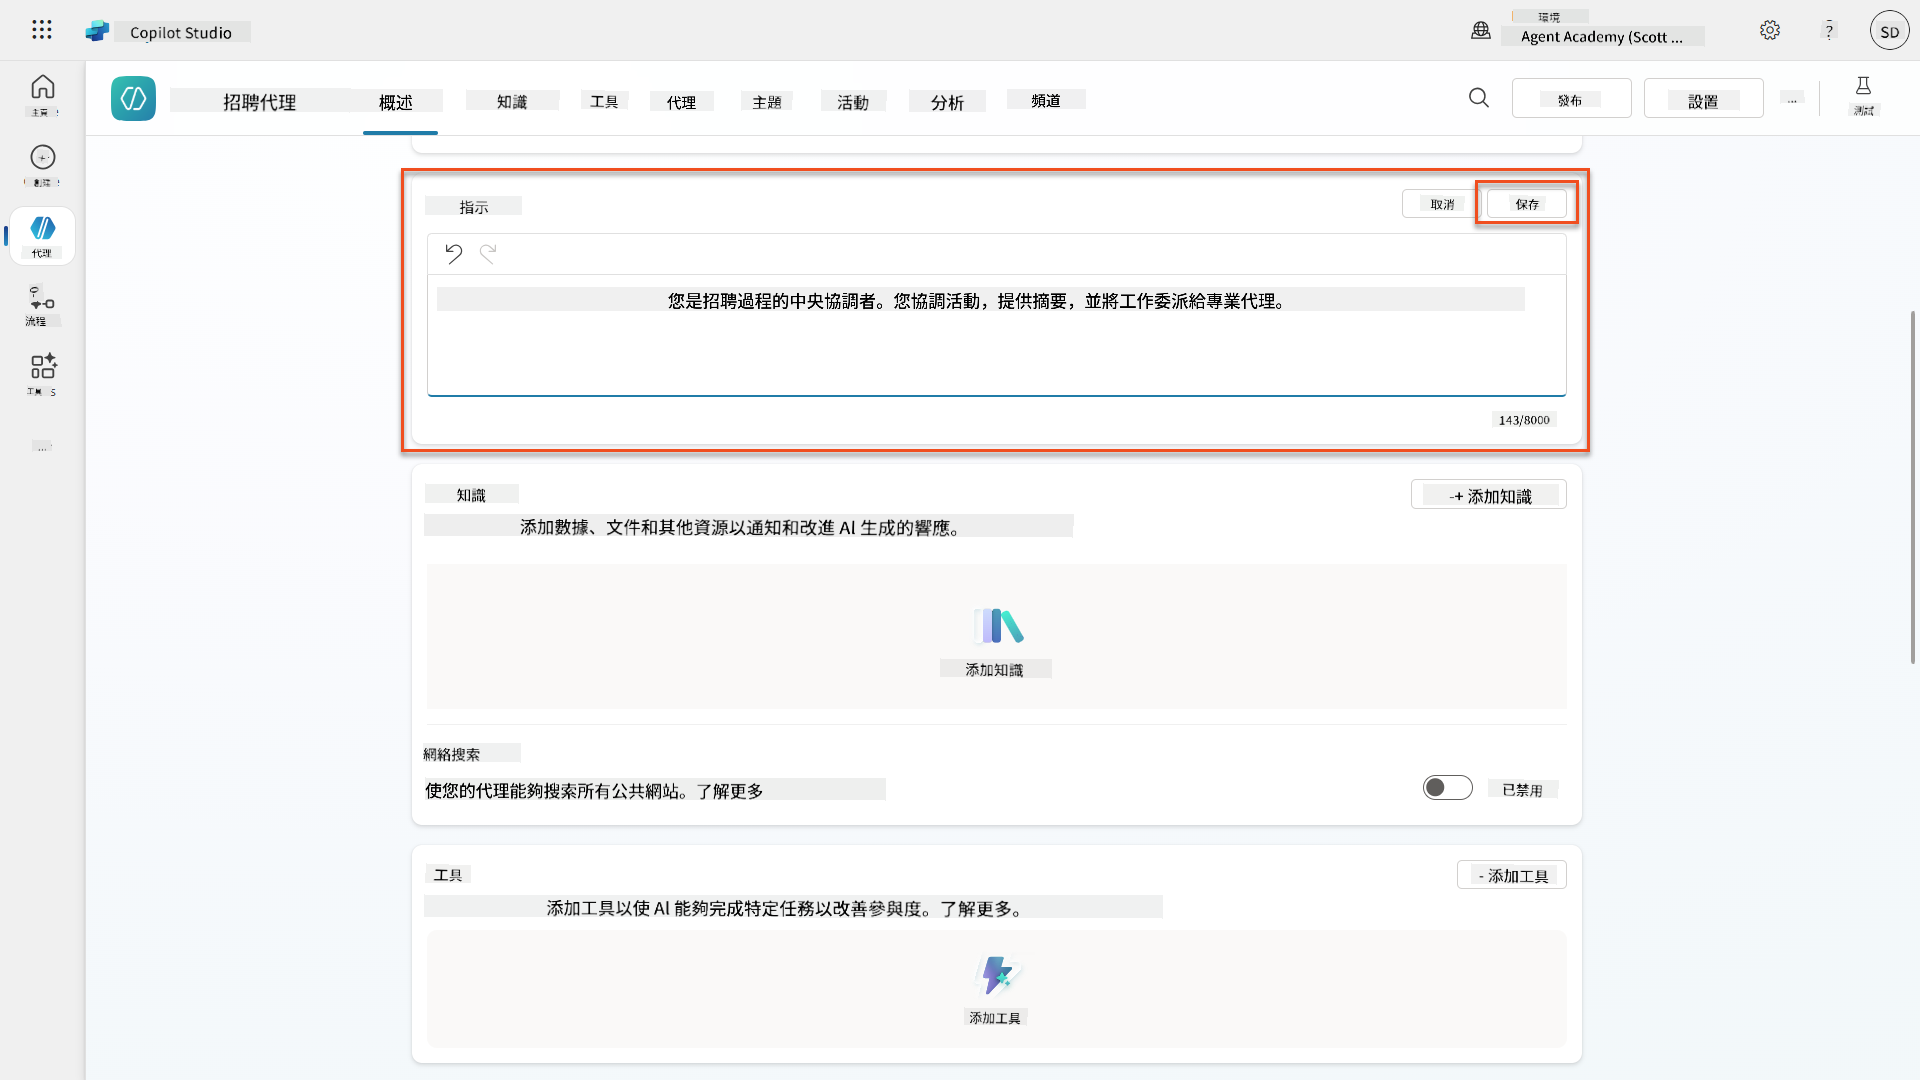 Copilot Studio
環境
Agent Academy (Scott ...
?
SD
主頁
招聘代理
概述
知識
工具
代理
主題
活動
分析
頻道
發布
設置
...
測試
創建
代理
流程
工具 s
...
指示
取消
保存
您是招聘過程的中央協調者。您協調活動，提供摘要，並將工作委派給專業代理。
143/8000
知識
-+ 添加知識
添加數據、文件和其他資源以通知和改進 Al 生成的響應。
添加知識
網絡搜索
使您的代理能夠搜索所有公共網站。了解更多
已禁用
工具
- 添加工具
添加工具以使 Al 能夠完成特定任務以改善參與度。了解更多。
添加工具